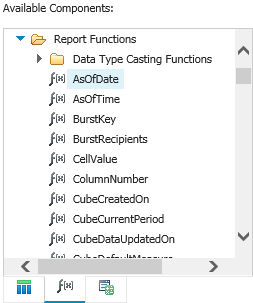 Available Components:
Report Functions
Data Type Casting Functions
f(x) AsOfDate
f(x) AsOfTime
f(x) BurstKey
f(x) BurstRecipients
f(x) CellValue
f(x) ColumnNumber
f(x) CubeCreatedOn
f(x) CubeCurrentPeriod
f(x) CubeDataUpdatedOn
f(x) CubeDefaultMeasure
f(x)